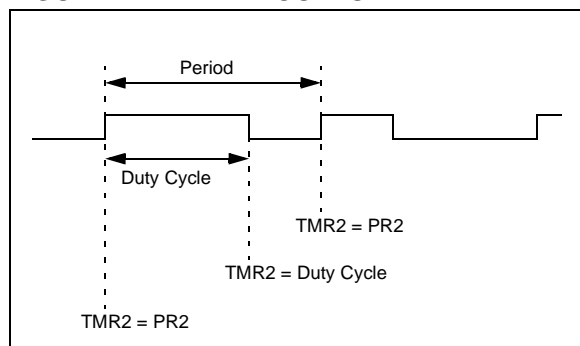 Period
Duty Cycle
TMR2 = PR2
TMR2 = Duty Cycle
TMR2 = PR2